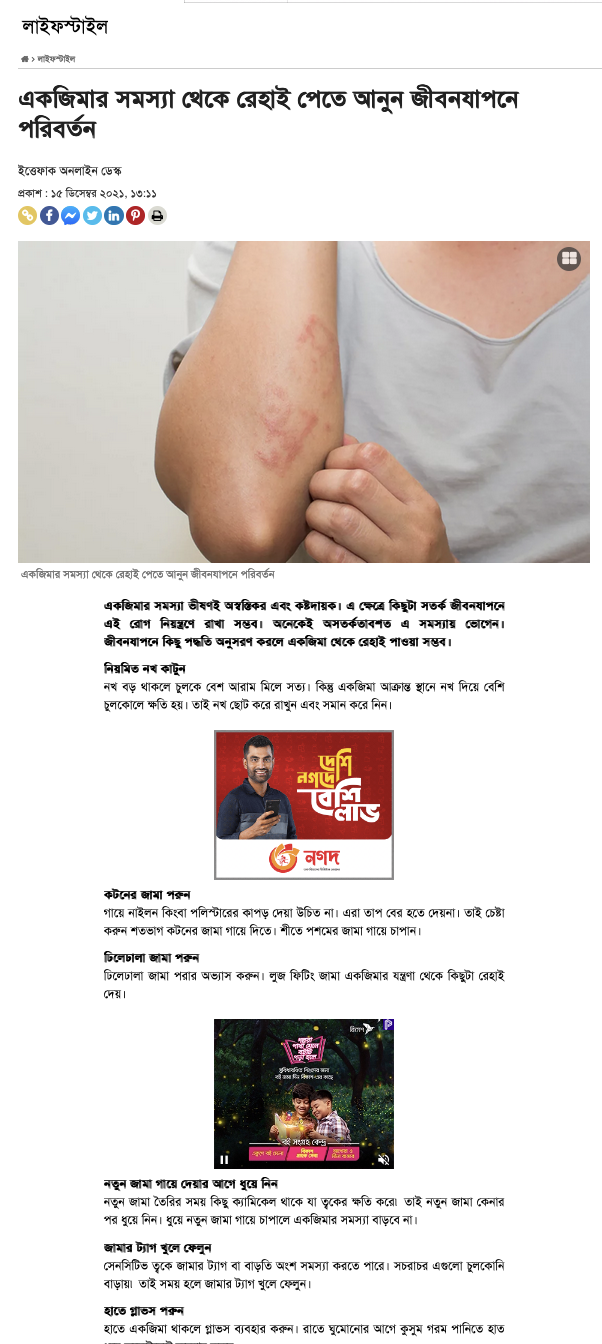 লাইফস্টাইল
লাইফস্টাইল
একজিমার সমস্যা থেকে রেহাই পেতে আনুন জীবনযাপনে
পরিবর্তন
ইত্তেফাক অনলাইন ডেস্ক
প্রকাশ : ১৫ ডিসেম্বর ২০২১, ১৩:১১
একজিমার সমস্যা থেকে রেহাই পেতে আনুন জীবনযাপনে পরিবর্তন
একজিমার সমস্যা ভীষণই অস্বস্তিকর এবং কষ্টদায়ক। এ ক্ষেত্রে কিছুটা সতর্ক জীবনযাপনে
এই রোগ নিয়ন্ত্রণে রাখা সম্ভব। অনেকেই অসতর্কতাবশত এ সমস্যায় ভোগেন।
জীবনযাপনে কিছু পদ্ধতি অনুসরণ করলে একজিমা থেকে রেহাই পাওয়া সম্ভব।
নিয়মিত নখ কাটুন
নখ বড় থাকলে চুলকে বেশ আরাম মিলে সত্য। কিন্তু একজিমা আক্রান্ত স্থানে নখ দিয়ে বেশি
চুলকোলে ক্ষতি হয়। তাই নখ ছোট করে রাখুন এবং সমান করে নিন।
দেশি
নগদে
বেশি
লাভ
নগদ
কটনের জামা পরুন
গায়ে নাইলন কিংবা পলিস্টারের কাপড় দেয়া উচিত না। এরা তাপ বের হতে দেয়না। তাই চেষ্টা
করুন শতভাগ কটনের জামা গায়ে দিতে। শীতে পশমের জামা গায়ে চাপান।
ঢিলেঢালা জামা পরুন
ঢিলেঢালা জামা পরার অভ্যাস করুন। লুজ ফিটিং জামা একজিমার যন্ত্রণা থেকে কিছুটা রেহাই
দেয়।
বিকাশ
বই সংগ্রহ কেন্দ্র
নতুন জামা গায়ে দেয়ার আগে ধুয়ে নিন
নতুন জামা তৈরির সময় কিছু ক্যামিকেল থাকে যা ত্বকের ক্ষতি করে৷ তাই নতুন জামা কেনার
পর ধুয়ে নিন। ধুয়ে নতুন জামা গায়ে চাপালে একজিমার সমস্যা বাড়বে না।
জামার ট্যাগ খুলে ফেলুন
সেনসিটিভ ত্বকে জামার ট্যাগ বা বাড়তি অংশ সমস্যা করতে পারে। সচরাচর এগুলো চুলকোনি
বাড়ায়৷ তাই সময় হলে জামার ট্যাগ খুলে ফেলুন।
হাতে গ্লাভস পরুন
হাতে একজিমা থাকলে গ্লাভস ব্যবহার করুন। রাতে ঘুমোনোর আগে কুসুম গরম পানিতে হাত